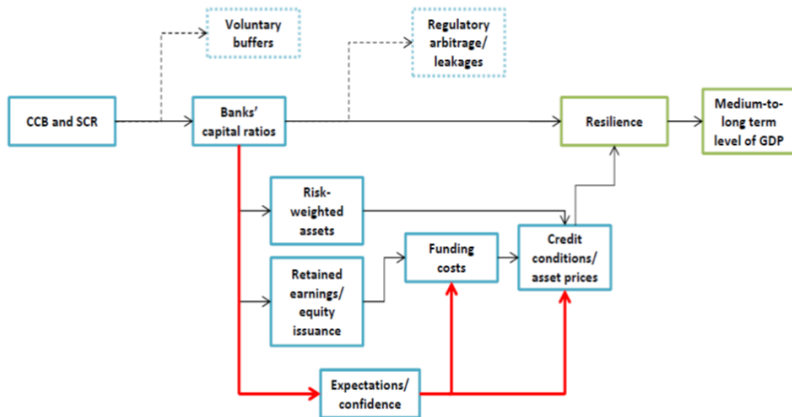 Voluntary
buffers
Regulatory
arbitrage/
leakages
CCB and SCR
Banks'
capital ratios
Resilience
Medium-to-
long term
level of GDP
Risk-
weighted
assets
Funding
costs
Credit
conditions/
asset prices
Retained
earnings/
equity
issuance
Expectations/
confidence